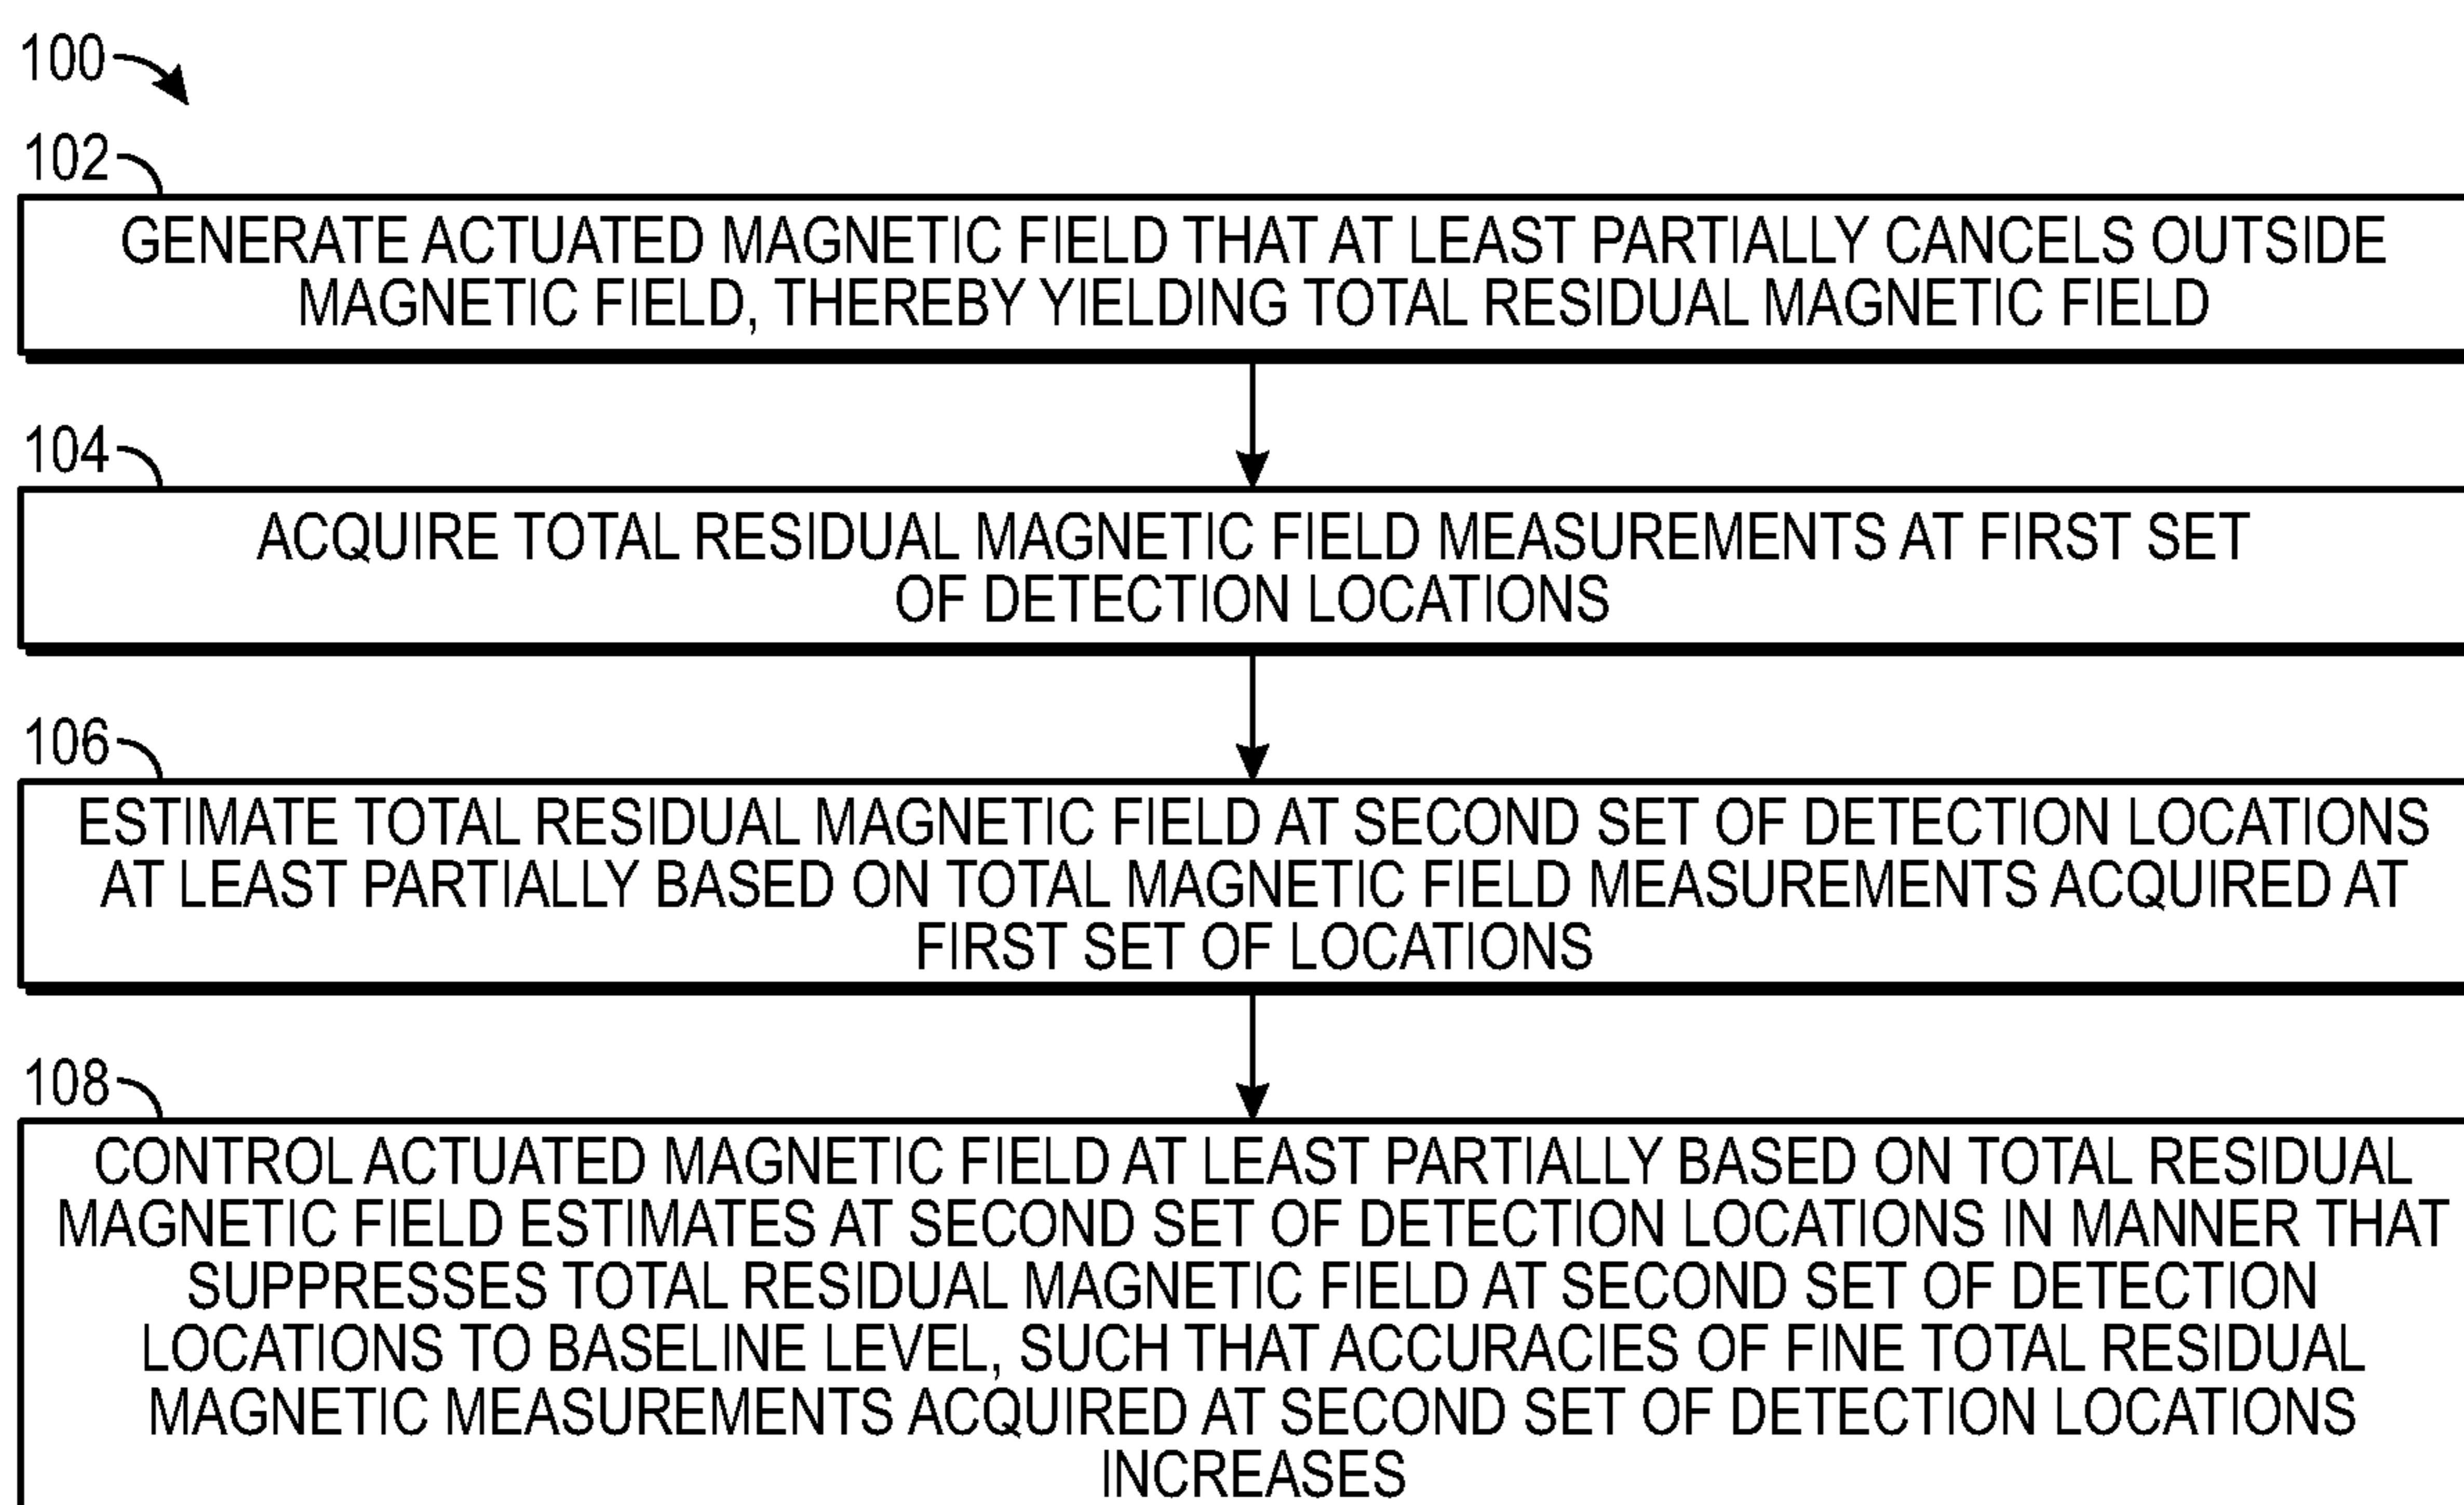 100
102
GENERATE ACTUATED MAGNETIC FIELD THAT AT LEAST PARTIALLY CANCELS OUTSIDE
MAGNETIC FIELD, THEREBY YIELDING TOTAL RESIDUAL MAGNETIC FIELD
104
ACQUIRE TOTAL RESIDUAL MAGNETIC FIELD MEASUREMENTS AT FIRST SET
OF DETECTION LOCATIONS
106
ESTIMATE TOTAL RESIDUAL MAGNETIC FIELD AT SECOND SET OF DETECTION LOCATIONS
AT LEAST PARTIALLY BASED ON TOTAL MAGNETIC FIELD MEASUREMENTS ACQUIRED AT
FIRST SET OF LOCATIONS
108
CONTROL ACTUATED MAGNETIC FIELD AT LEAST PARTIALLY BASED ON TOTAL RESIDUAL
MAGNETIC FIELD ESTIMATES AT SECOND SET OF DETECTION LOCATIONS IN MANNER THAT
SUPPRESSES TOTAL RESIDUAL MAGNETIC FIELD AT SECOND SET OF DETECTION
LOCATIONS TO BASELINE LEVEL, SUCH THAT ACCURACIES OF FINE TOTAL RESIDUAL
MAGNETIC MEASUREMENTS ACQUIRED AT SECOND SET OF DETECTION LOCATIONS
INCREASES